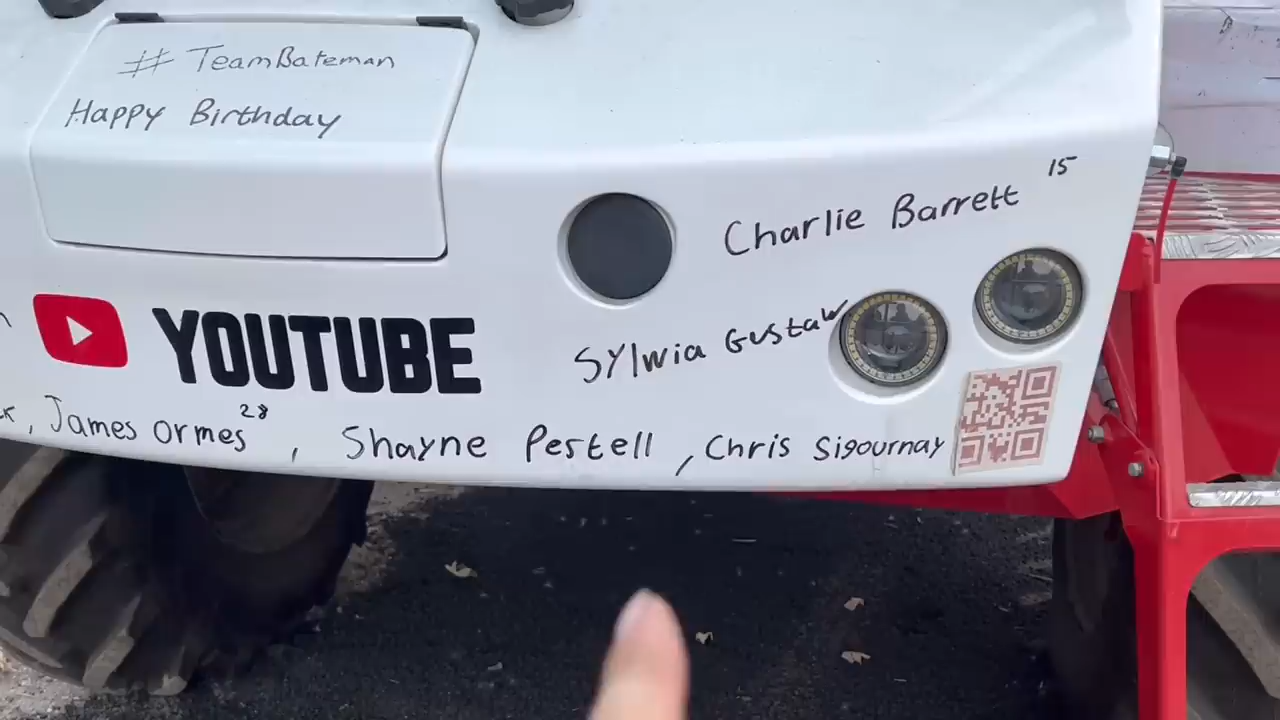 # TeamBateman
Happy Birthday
Charlie Barrett 15
YOUTUBE
Sylwia Gustaw
, James Ormes 28 , Shayne Pestell , Chris Sigournay